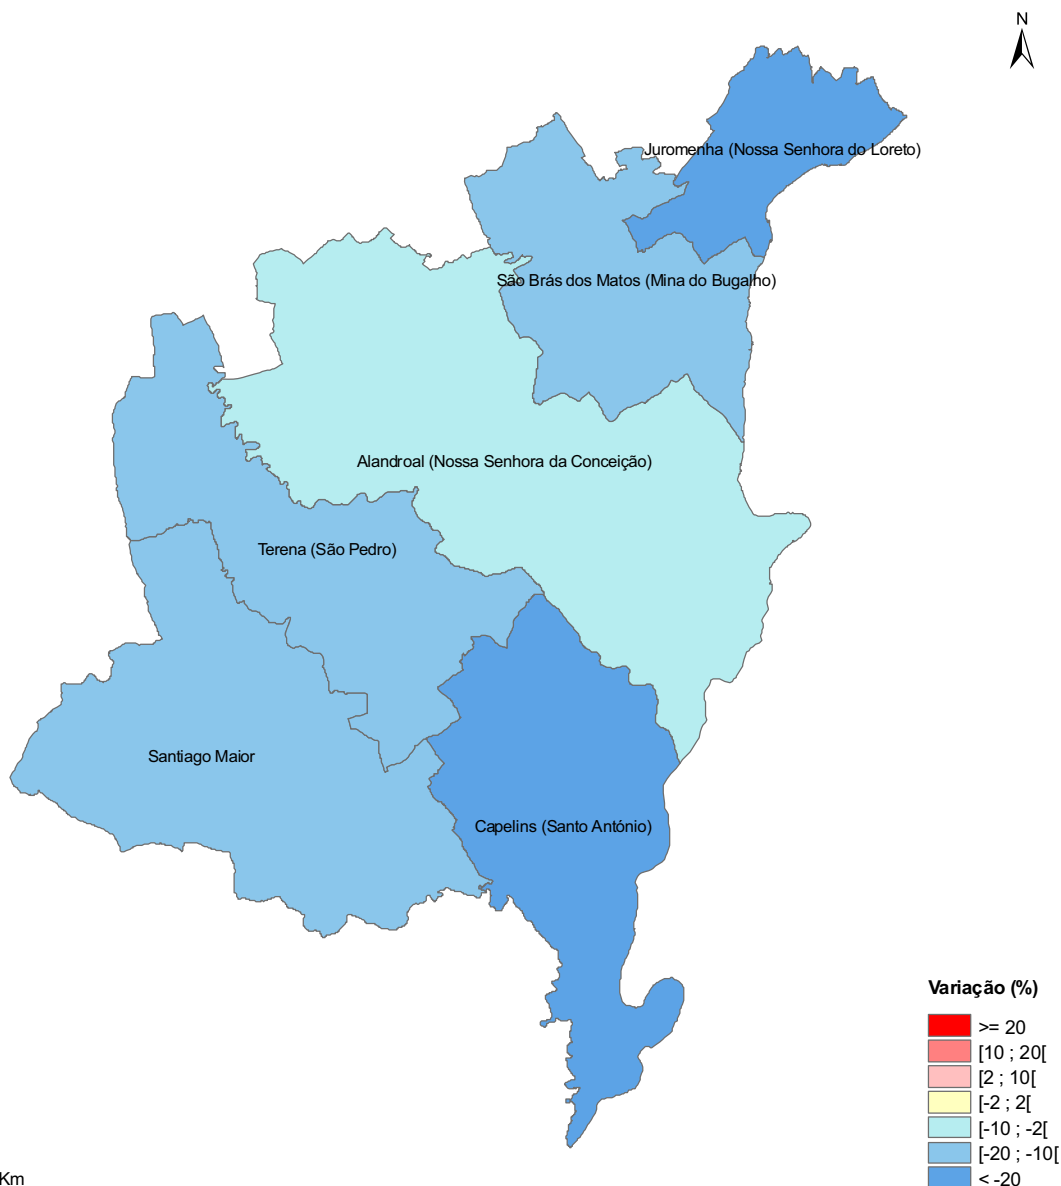 N
Juromenha (Nossa Senhora do Loreto)
São Brás dos Matos (Mina do Bugalho)
Alandroal (Nossa Senhora da Conceição)
Terena (São Pedro)
Santiago Maior
Capelins (Santo António)
Variação (%)
>= 20
[10 ; 20[
[2 ; 10[
[-2 ; 2[
[-10 ; -2[
[-20 ; -10[
< -20
Km